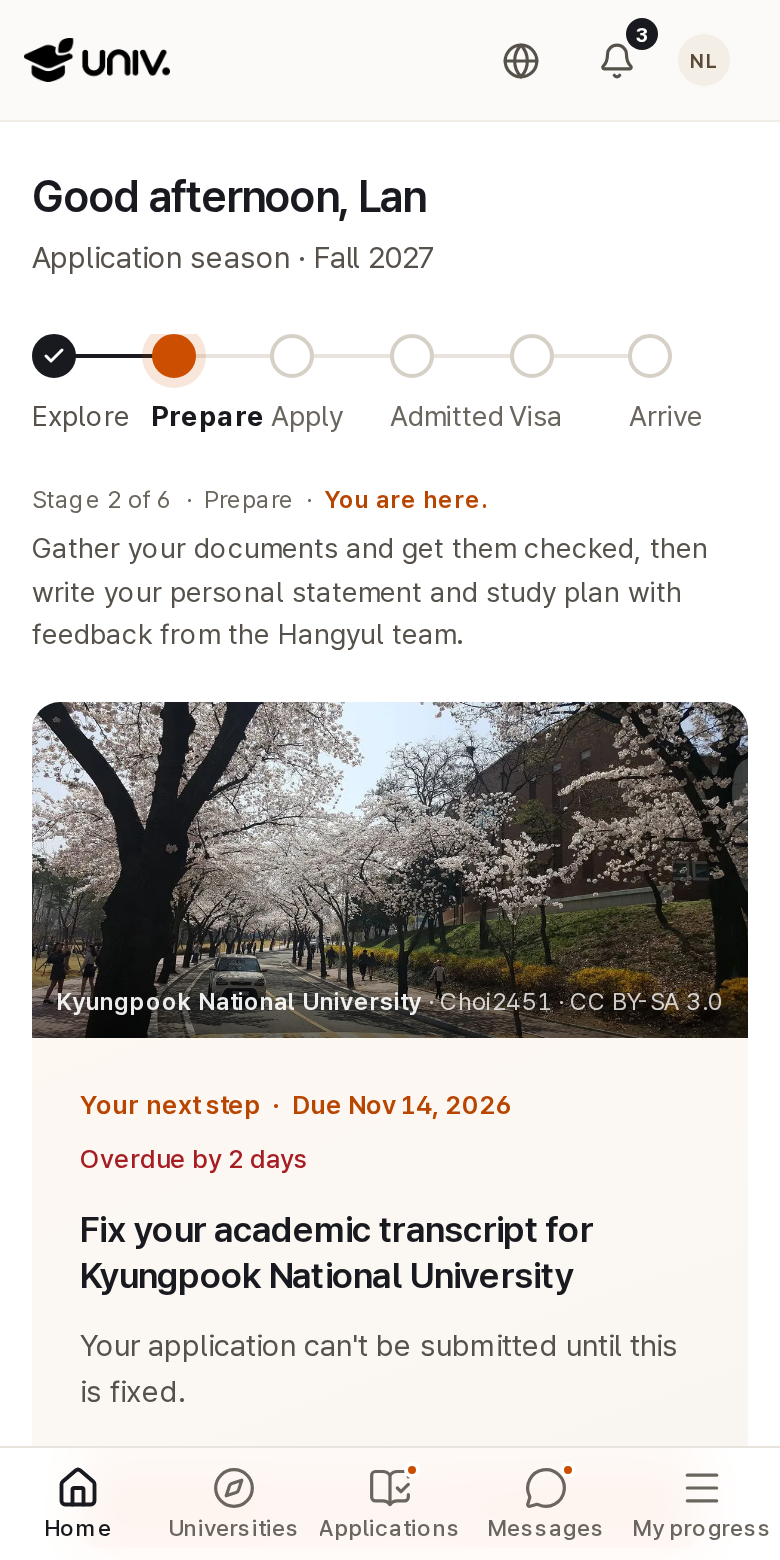 UNIV.
3
NL
Good afternoon, Lan
Application season · Fall 2027
Explore Prepare Apply Admitted Visa Arrive
Stage 2 of 6 · Prepare · You are here.
Gather your documents and get them checked, then
write your personal statement and study plan with
feedback from the Hangyul team.
Kyungpook National University · Choi2451 · CC BY-SA 3.0
Your next step · Due Nov 14, 2026
Overdue by 2 days
Fix your academic transcript for
Kyungpook National University
Your application can't be submitted until this
is fixed.
Home Universities Applications Messages My progress